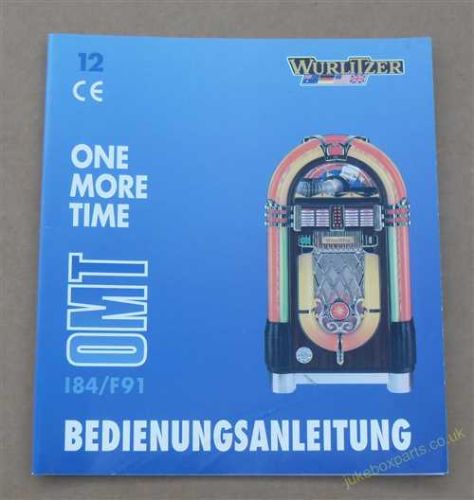 12
WURLITZER
CE
ONE
MORE
TIME
OMT
184/F91
BEDIENUNGSANLEITUNG
jukeboxparts.co.uk